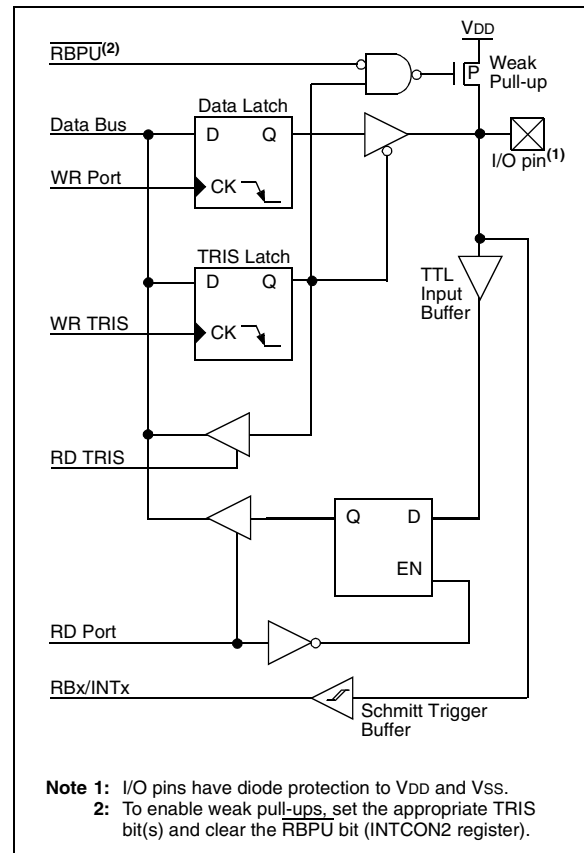 VDD
RBPU(2)
P
Weak
Pull-up
Data Latch
Data Bus
D
Q
I/O pin(1)
WR Port
CK
TRIS Latch
D
Q
TTL
Input
Buffer
WR TRIS
CK
RD TRIS
Q
D
EN
RD Port
RBx/INTx
Schmitt Trigger
Buffer
Note 1: I/O pins have diode protection to VDD and VSS.
2: To enable weak pull-ups, set the appropriate TRIS
bit(s) and clear the RBPU bit (INTCON2 register).